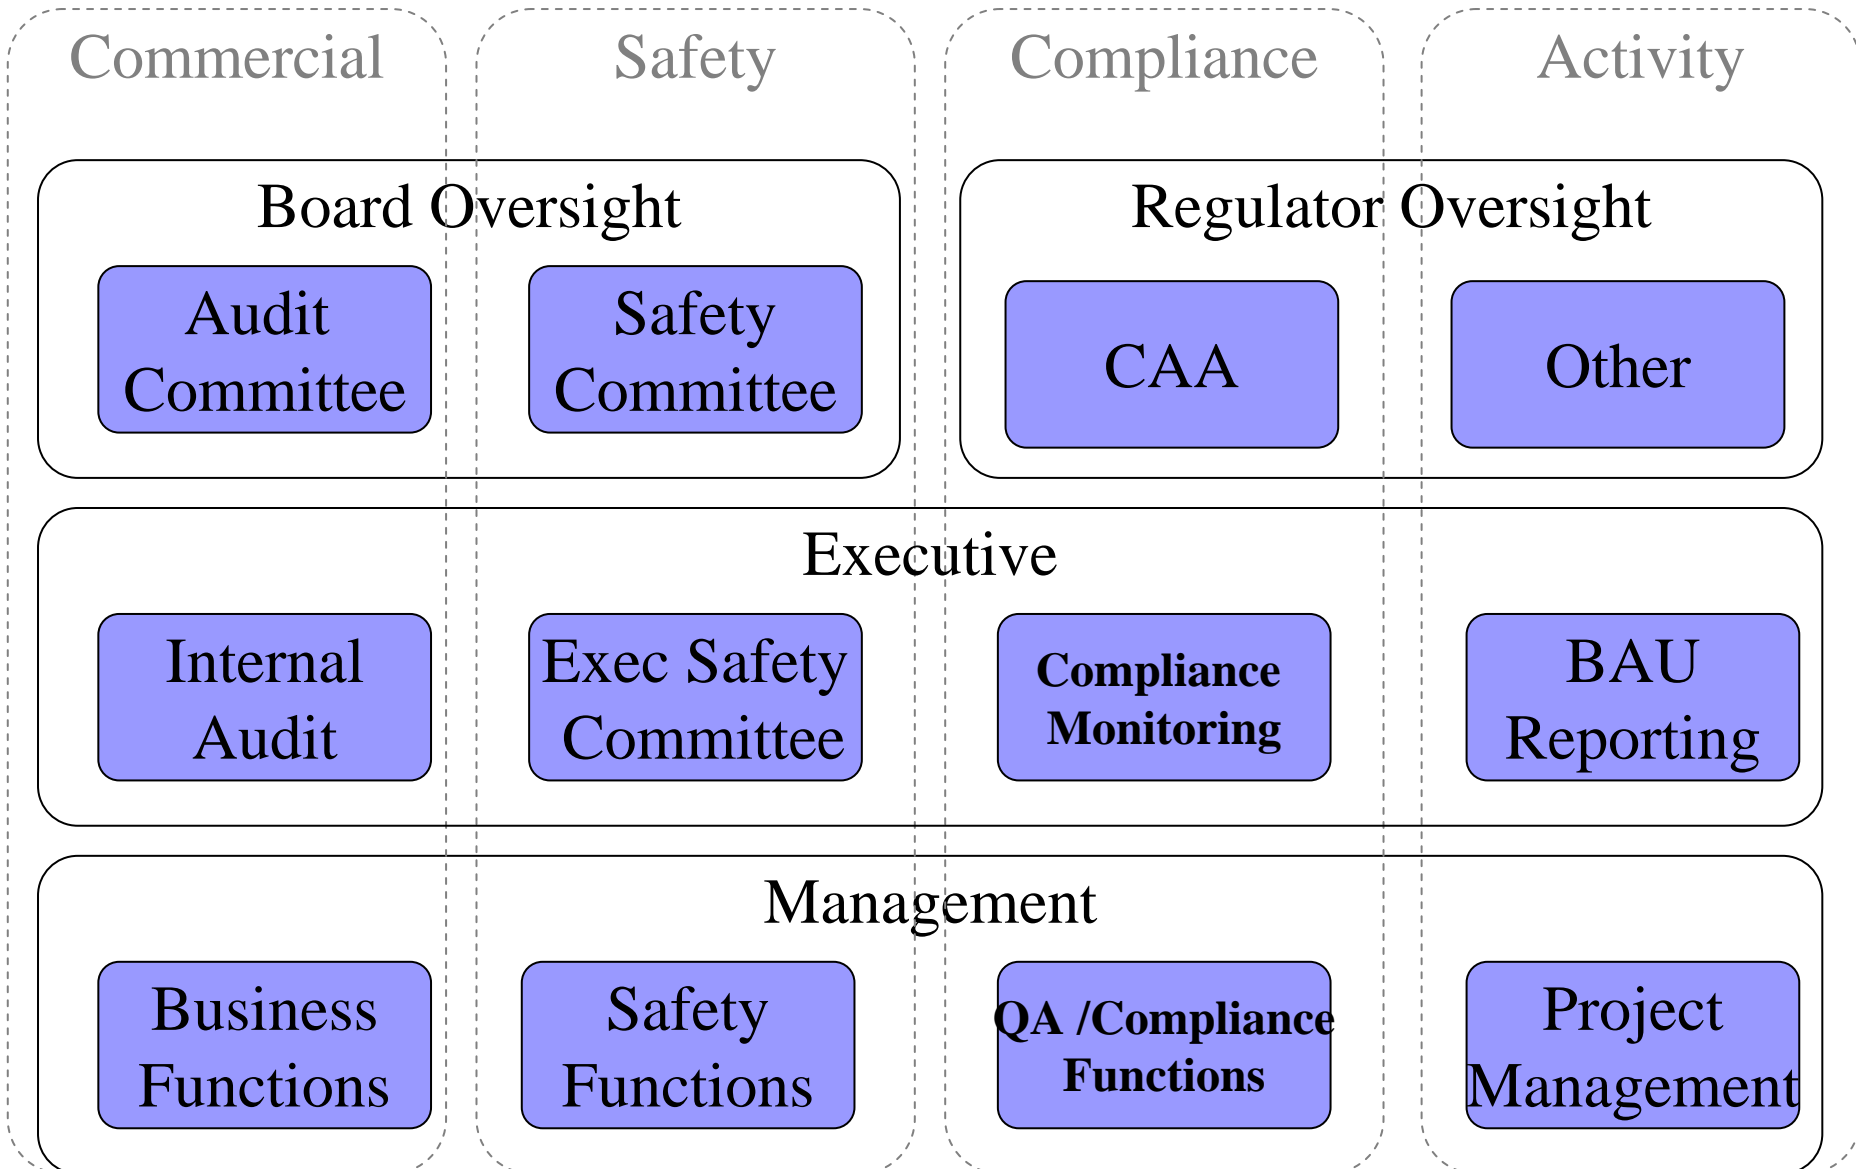 Commercial
Safety
Compliance
Activity
Board Oversight
Regulator Oversight
Audit
Committee
Safety
Committee
CAA
Other
Executive
Internal
Audit
Exec Safety
Committee
Compliance
Monitoring
BAU
Reporting
Management
Business
Functions
Safety
Functions
QA /Compliance
Functions
Project
Management